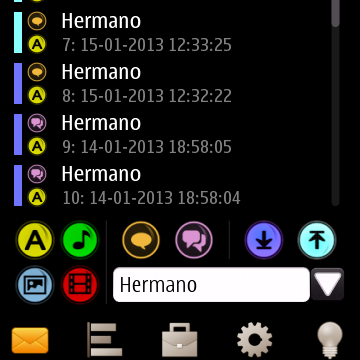 Hermano
A 7: 15-01-2013 12:33:25
Hermano
A 8: 15-01-2013 12:32:22
Hermano
A 9: 14-01-2013 18:58:05
Hermano
A 10: 14-01-2013 18:58:04
A
Hermano